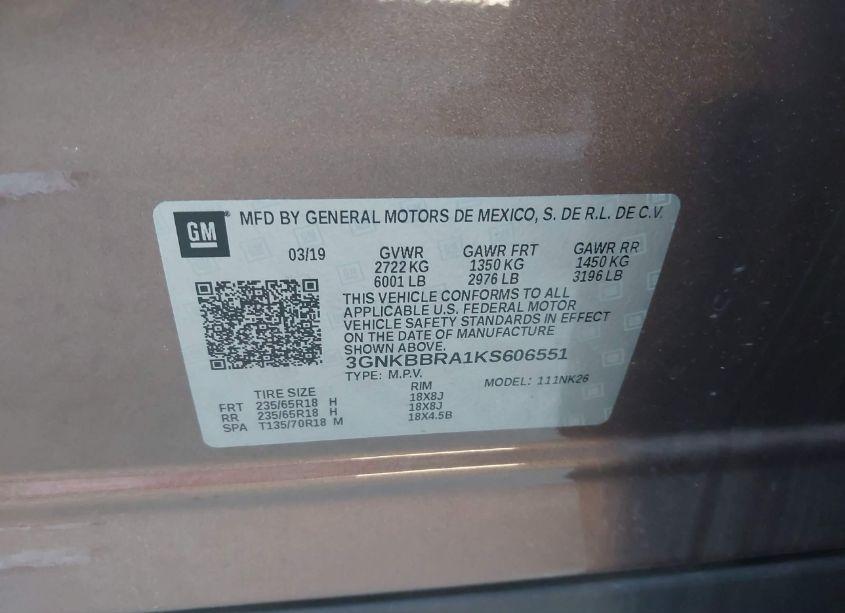 GM® MFD BY GENERAL MOTORS DE MEXICO, S. DE R.L. DE C.V.
03/19 GVWR GAWR FRT GAWR RR
2722 KG 1350 KG 1450 KG
6001 LB 2976 LB 3196 LB
THIS VEHICLE CONFORMS TO ALL
APPLICABLE U.S. FEDERAL MOTOR
VEHICLE SAFETY STANDARDS IN EFFECT
ON THE DATE OF MANUFACTURE
SHOWN ABOVE.
3GNKBBRA1KS606551
TYPE: M.P.V. MODEL: 111NK26
TIRE SIZE RIM
FRT 235/65R18 H 18X8J
RR 235/65R18 H 18X8J
SPA T135/70R18 M 18X4.5B